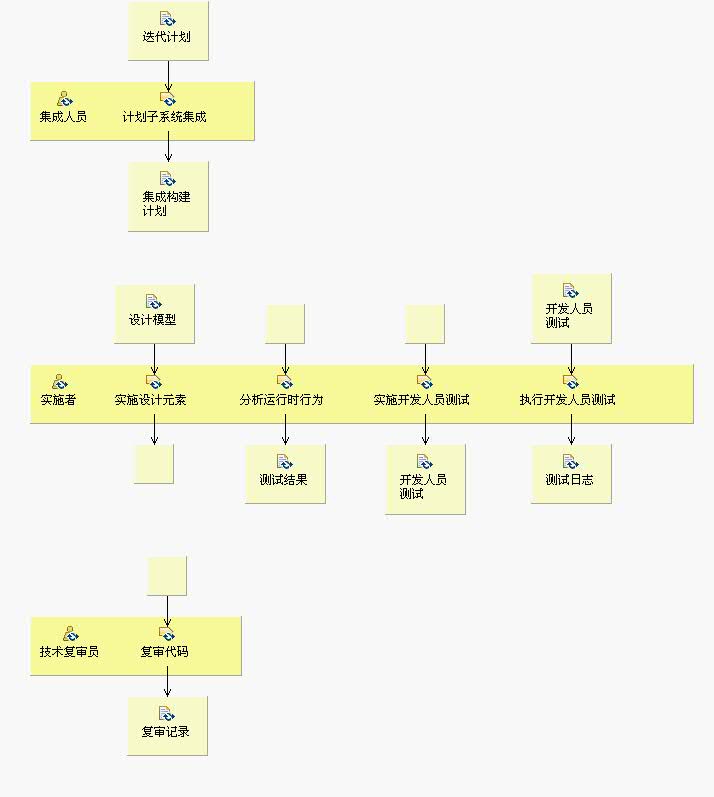 迭代计划
集成人员
计划子系统集成
集成构建
计划
设计模型
开发人员
测试
实施者
实施设计元素
分析运行时行为
实施开发人员测试
执行开发人员测试
测试结果
开发人员
测试
测试日志
技术复审员
复审代码
复审记录